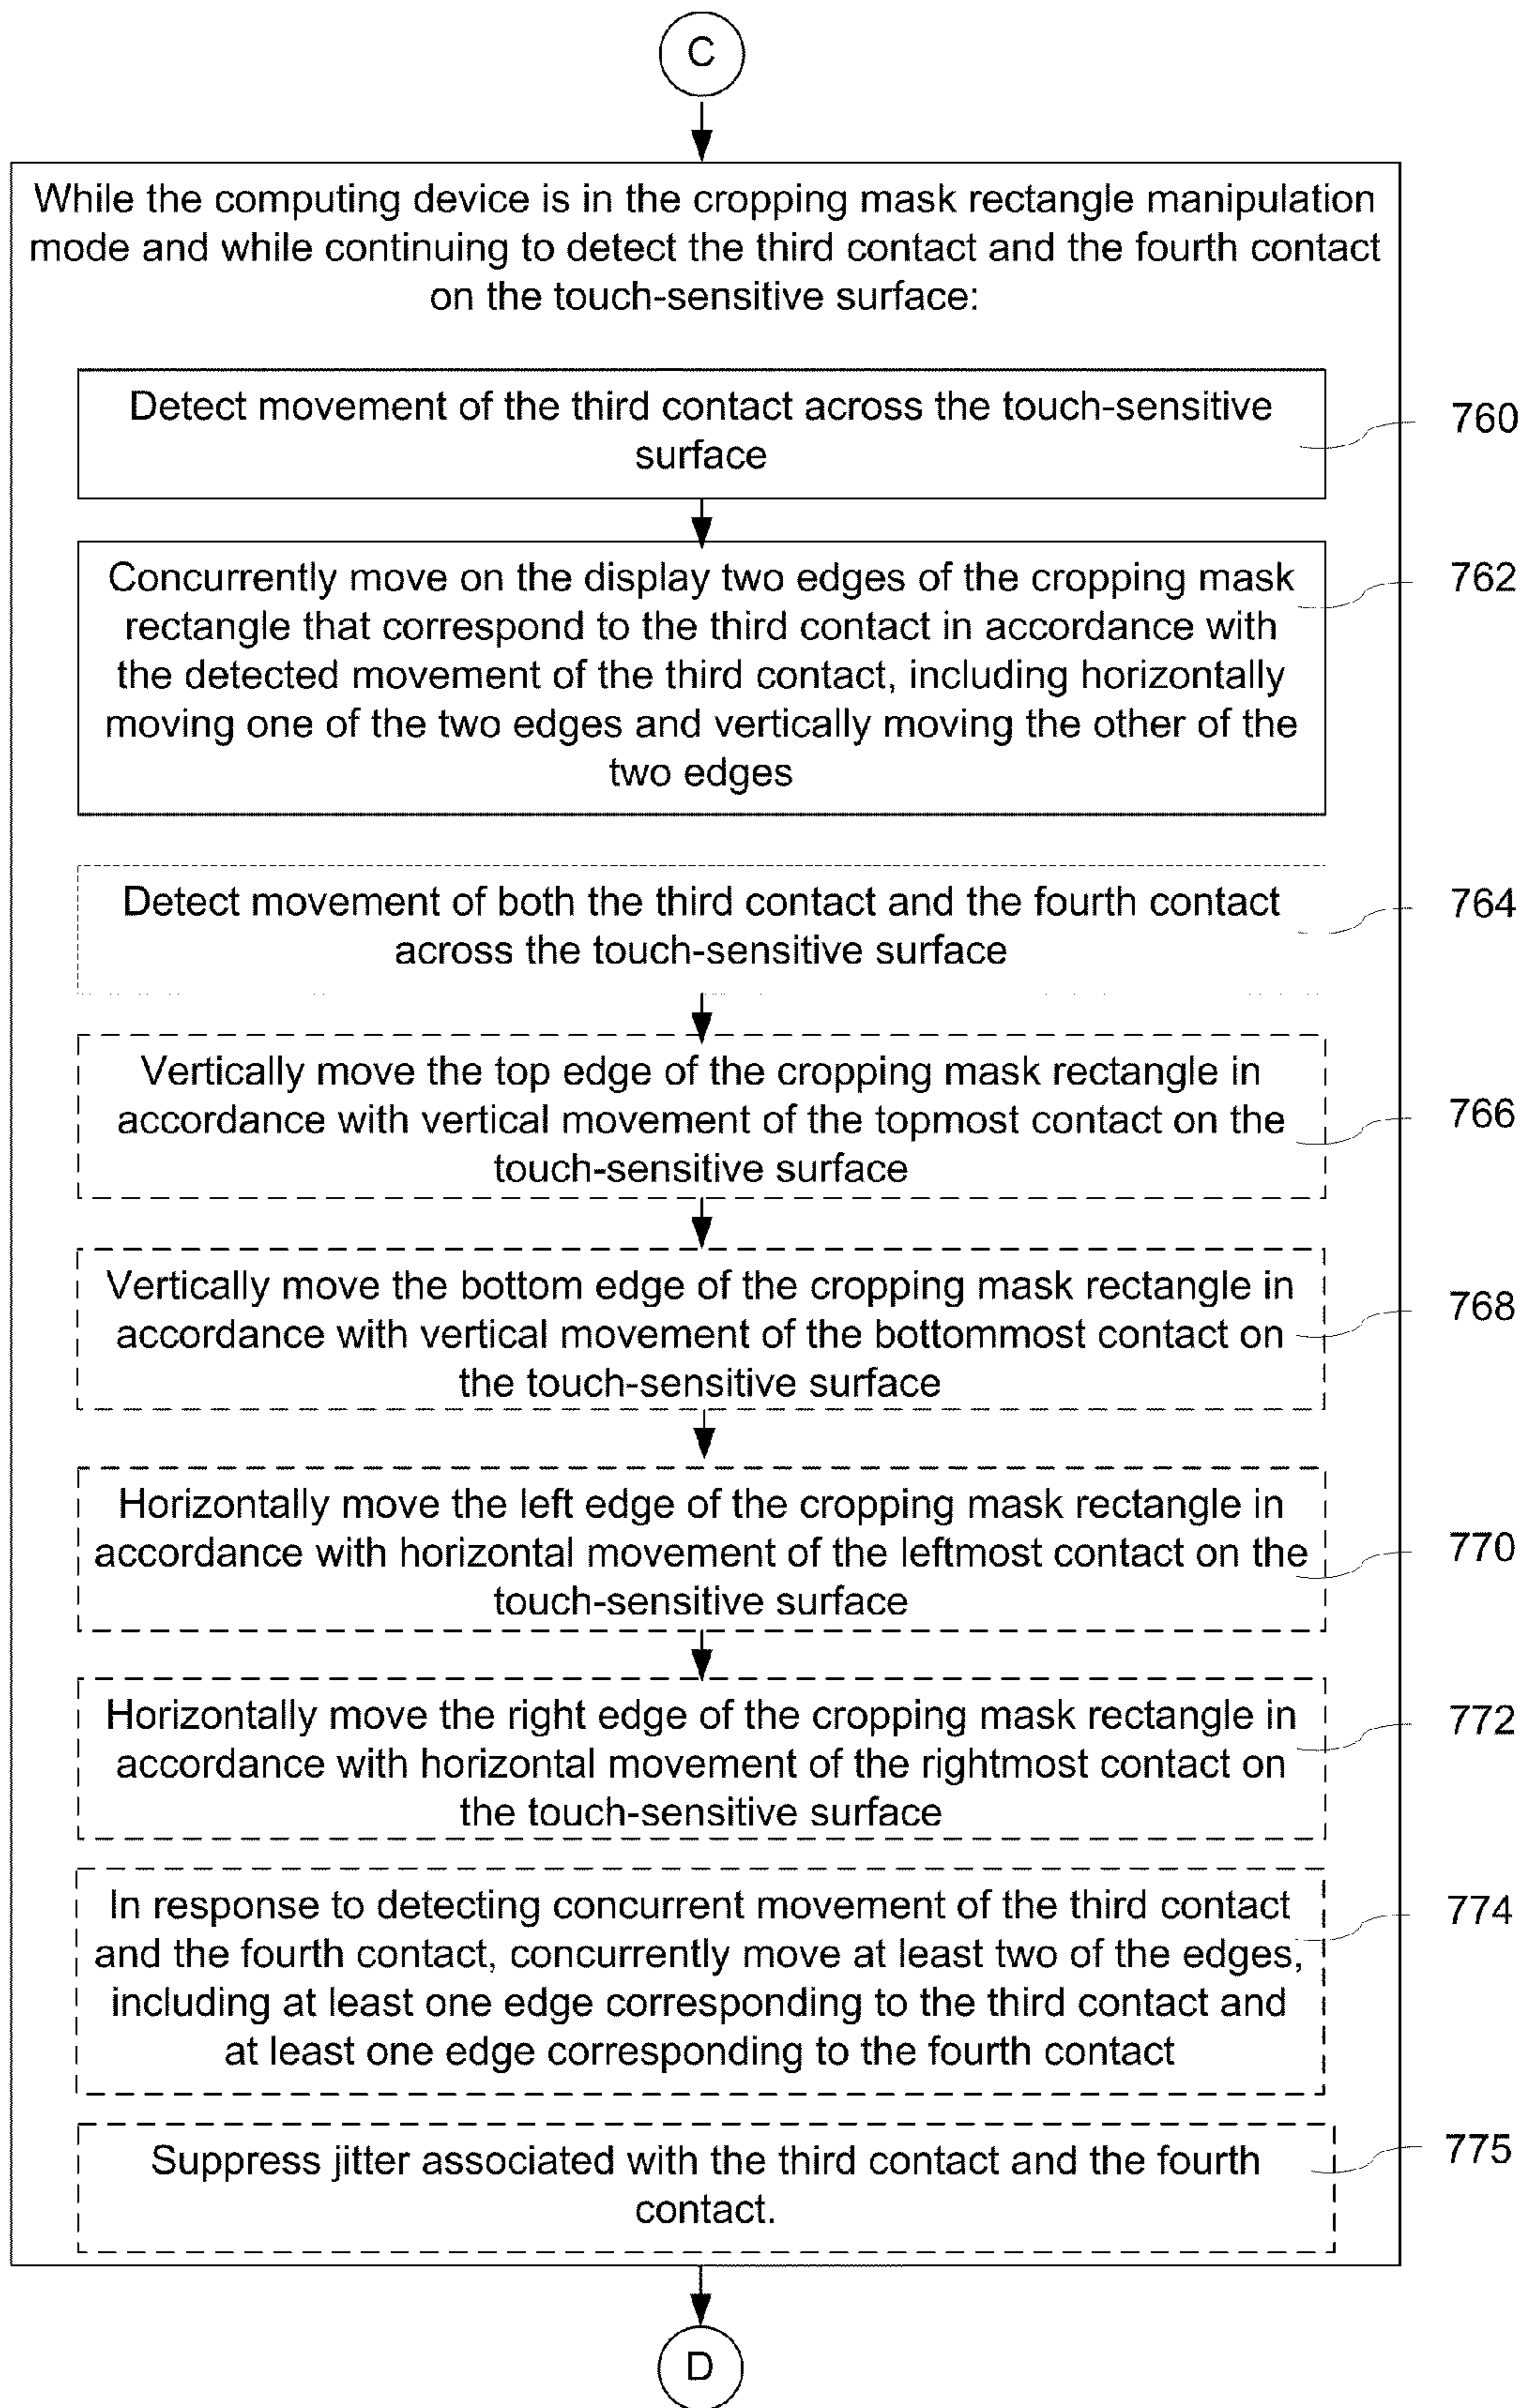 C
While the computing device is in the cropping mask rectangle manipulation
mode and while continuing to detect the third contact and the fourth contact
on the touch-sensitive surface:
Detect movement of the third contact across the touch-sensitive
surface
760
Concurrently move on the display two edges of the cropping mask
rectangle that correspond to the third contact in accordance with
the detected movement of the third contact, including horizontally
moving one of the two edges and vertically moving the other of the
two edges
762
Detect movement of both the third contact and the fourth contact
across the touch-sensitive surface
764
Vertically move the top edge of the cropping mask rectangle in
accordance with vertical movement of the topmost contact on the
touch-sensitive surface
766
Vertically move the bottom edge of the cropping mask rectangle in
accordance with vertical movement of the bottommost contact on
the touch-sensitive surface
768
Horizontally move the left edge of the cropping mask rectangle in
accordance with horizontal movement of the leftmost contact on the
touch-sensitive surface
770
Horizontally move the right edge of the cropping mask rectangle in
accordance with horizontal movement of the rightmost contact on
the touch-sensitive surface
772
In response to detecting concurrent movement of the third contact
and the fourth contact, concurrently move at least two of the edges,
including at least one edge corresponding to the third contact and
at least one edge corresponding to the fourth contact
774
Suppress jitter associated with the third contact and the fourth
contact.
775
D